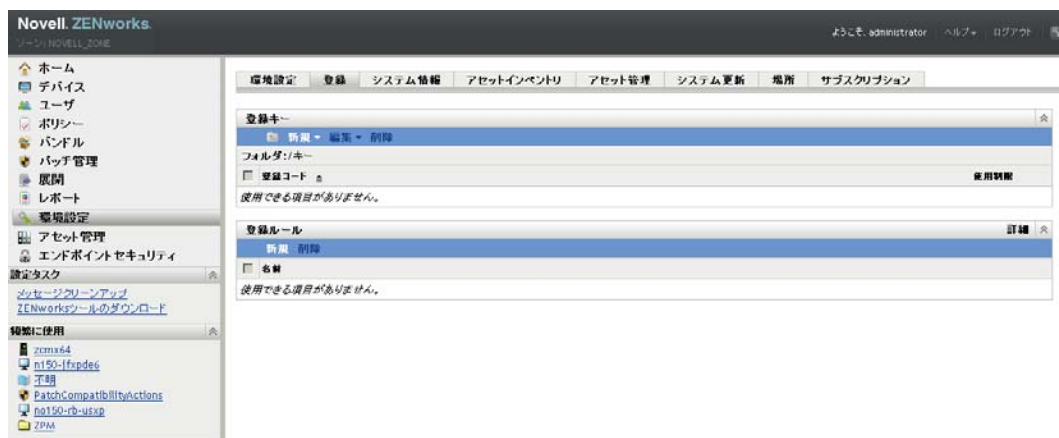 Novell. ZENworks.
ゾーン: NOVELL_ZONE
ようこそ、administrator ヘルプ ログアウト
ホーム
デバイス
ユーザ
ポリシー
バンドル
パッチ管理
展開
レポート
環境設定
アセット管理
エンドポイントセキュリティ
設定タスク
メッセージクリーンアップ
ZENworksツールのダウンロード
頻繁に使用
zcmx64
n150-jfxpde6
不明
PatchCompatibilityActions
no150-rb-usxp
ZPM
環境設定 登録 システム情報 アセットインベントリ アセット管理 システム更新 場所 サブスクリプション
登録キー
新規 編集 削除
フォルダ:/キー
登録コード 使用制限
使用できる項目がありません。
登録ルール 詳細
新規 削除
名前
使用できる項目がありません。